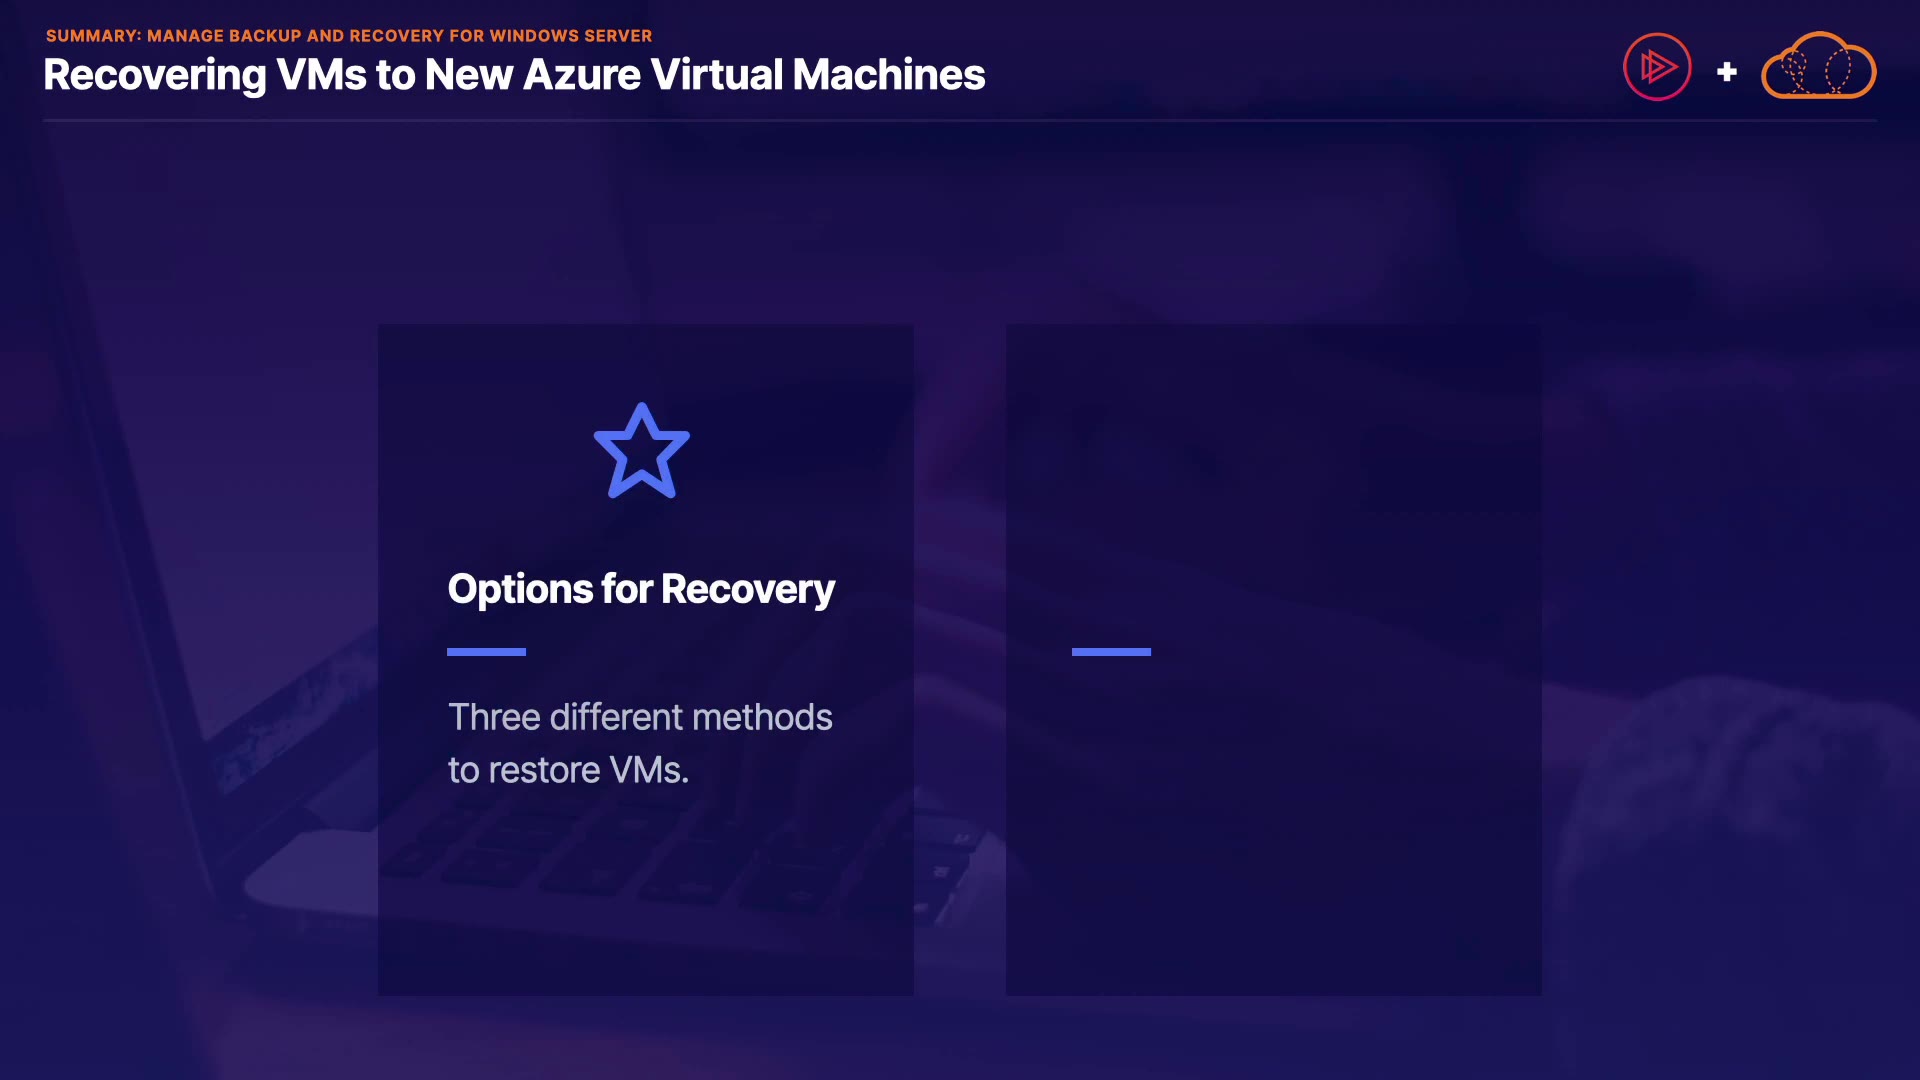 SUMMARY: MANAGE BACKUP AND RECOVERY FOR WINDOWS SERVER
Recovering VMs to New Azure Virtual Machines
Options for Recovery
Three different methods
to restore VMs.